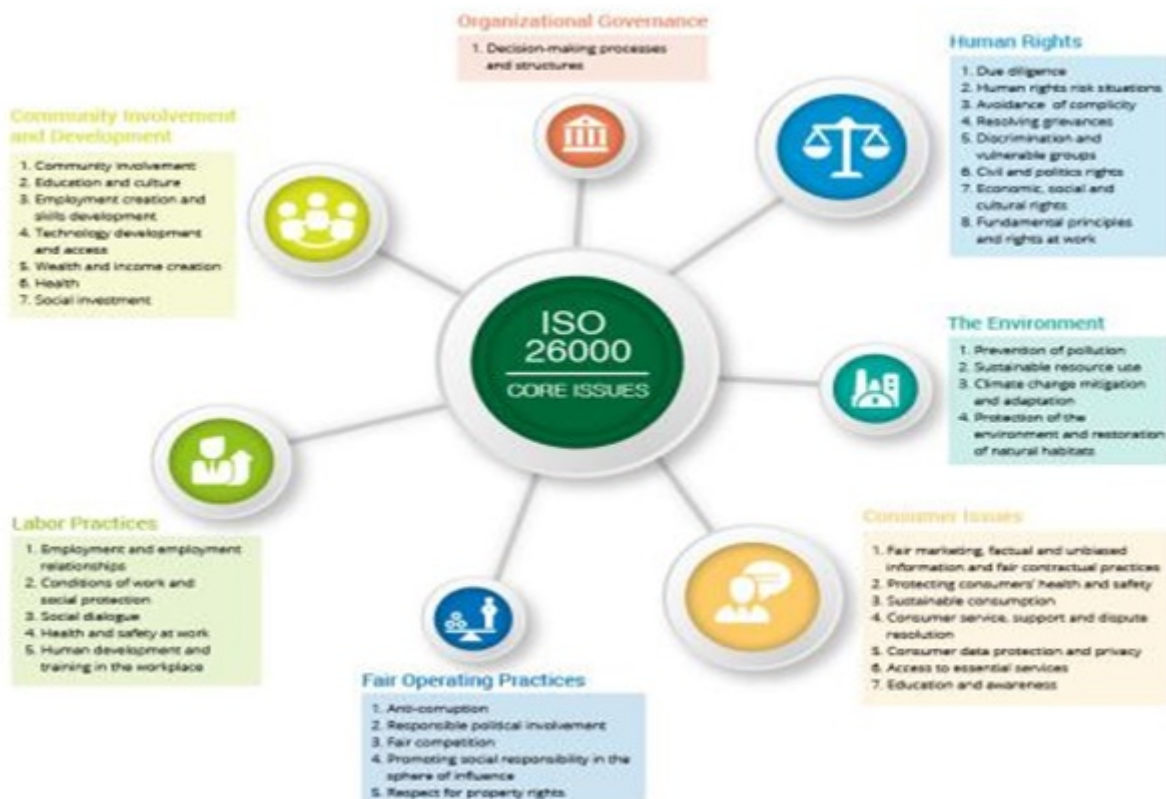 Organizational Governance
1. Decision-making processes
and structures
Human Rights
1. Due diligence
2. Human rights risk situations
3. Avoidance of complicity
4. Resolving grievances
5. Discrimination and
vulnerable groups
6. Civil and politics rights
7. Economic, social and
cultural rights
8. Fundamental principles
and rights at work
Community Involvement
and Development
1. Community involvement
2. Education and culture
3. Employment creation and
skills development
4. Technology development
and access
5. Wealth and income creation
6. Health
7. Social investment
ISO
26000
CORE ISSUES
The Environment
1. Prevention of pollution
2. Sustainable resource use
3. Climate change mitigation
and adaptation
4. Protection of the
environment and restoration
of natural habitats
Labor Practices
1. Employment and employment
relationships
2. Conditions of work and
social protection
3. Social dialogue
4. Health and safety at work
5. Human development and
training in the workplace
Consumer Issues
1. Fair marketing, factual and unbiased
information and fair contractual practices
2. Protecting consumers' health and safety
3. Sustainable consumption
4. Consumer service, support and dispute
resolution
5. Consumer data protection and privacy
6. Access to essential services
7. Education and awareness
Fair Operating Practices
1. Anti-corruption
2. Responsible political involvement
3. Fair competition
4. Promoting social responsibility in the
sphere of influence
5. Respect for property rights